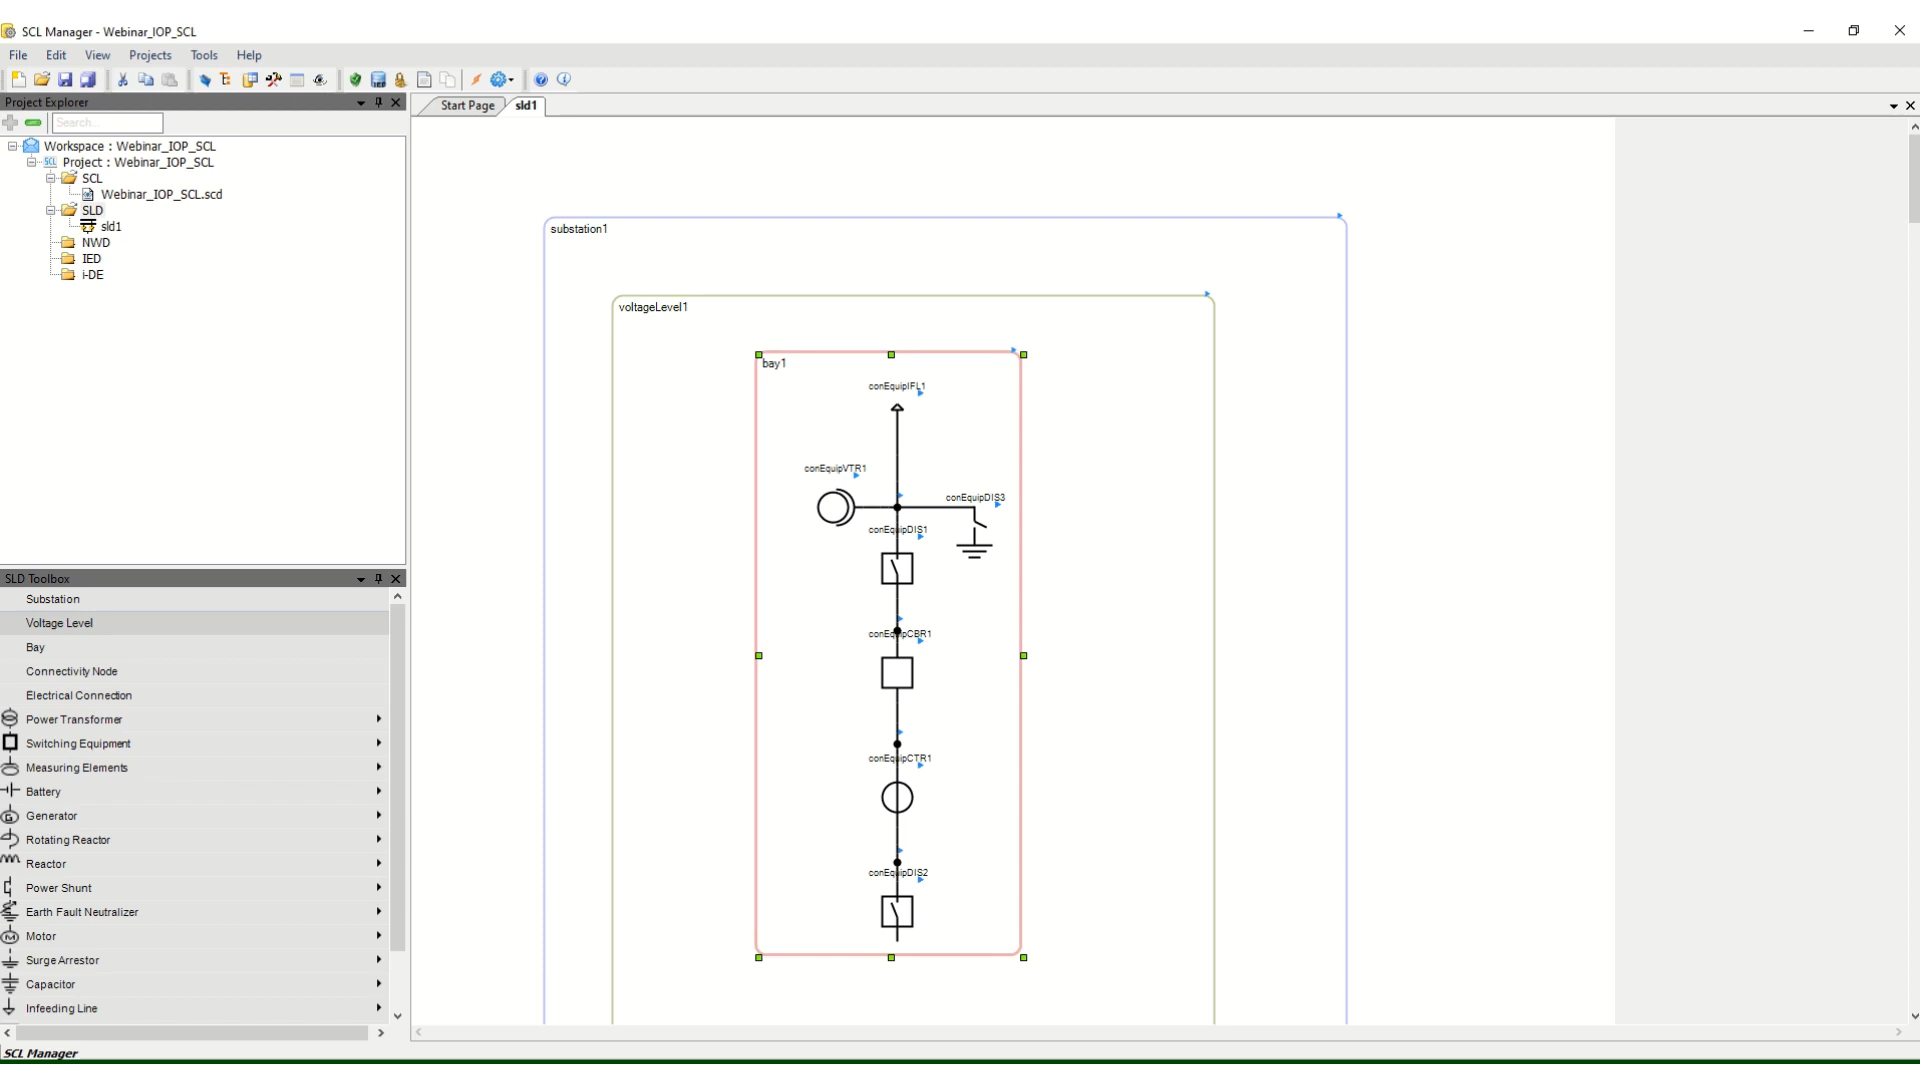 SCL Manager - Webinar_IOP_SCL
File Edit View Projects Tools Help
Project Explorer
Search...
Workspace : Webinar_IOP_SCL
Project : Webinar_IOP_SCL
SCL
Webinar_IOP_SCL.scd
SLD
sld1
NWD
IED
i-DE
SLD Toolbox
Substation
Voltage Level
Bay
Connectivity Node
Electrical Connection
Power Transformer
Switching Equipment
Measuring Elements
Battery
Generator
Rotating Reactor
Reactor
Power Shunt
Earth Fault Neutralizer
Motor
Surge Arrestor
Capacitor
Infeeding Line
SCL Manager
Start Page sld1
substation1
voltageLevel1
bay1
conEquipIFL1
conEquipVTR1
conEquipDIS3
conEquipDIS1
conEquipCBR1
conEquipCTR1
conEquipDIS2